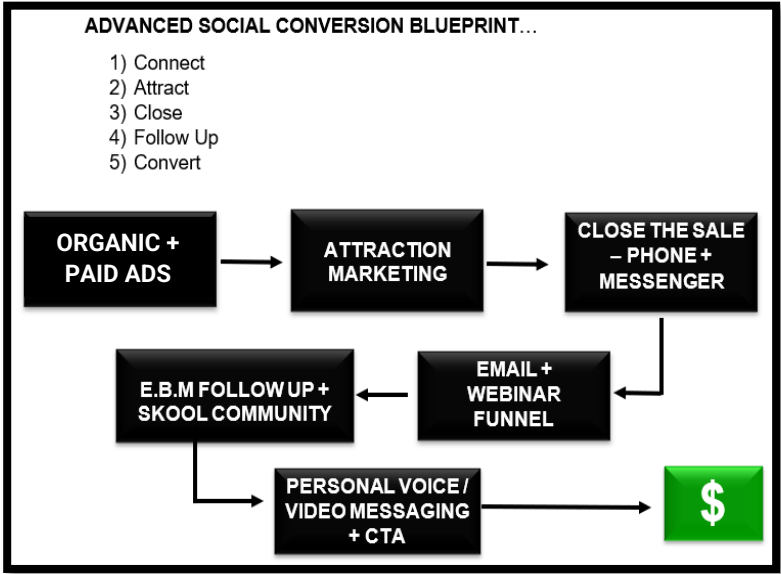 ADVANCED SOCIAL CONVERSION BLUEPRINT…
1) Connect
2) Attract
3) Close
4) Follow Up
5) Convert
ORGANIC +
PAID ADS
ATTRACTION
MARKETING
CLOSE THE SALE
– PHONE +
MESSENGER
EMAIL +
WEBINAR
FUNNEL
E.B.M FOLLOW UP +
SKOOL COMMUNITY
PERSONAL VOICE /
VIDEO MESSAGING
+ CTA
$